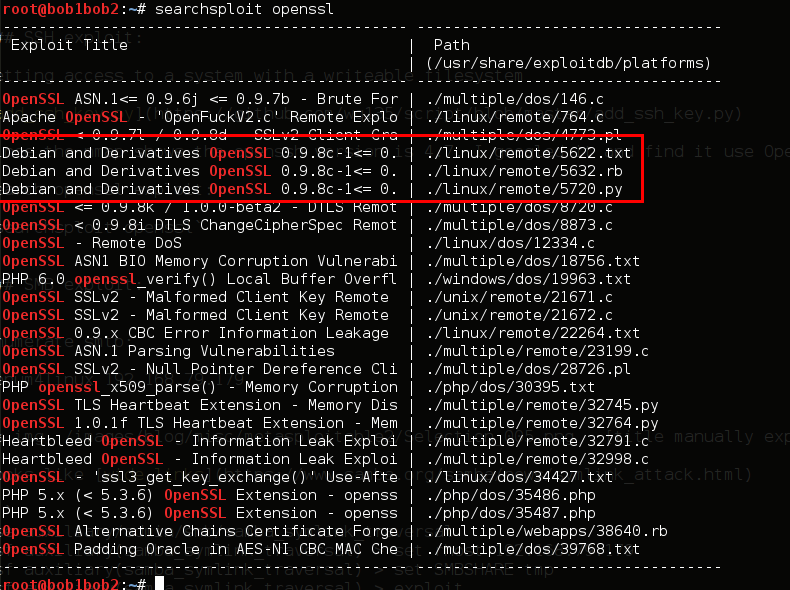 root@bob1bob2:~# searchsploit openssl
--------------------------------------- ----------------------------------
Exploit Title | Path
| (/usr/share/exploitdb/platforms)
--------------------------------------- ----------------------------------
OpenSSL ASN.1<= 0.9.6j <= 0.9.7b - Brute For | ./multiple/dos/146.c
Apache OpenSSL - 'OpenFuckV2.c' Remote Explo | ./linux/remote/764.c
OpenSSL < 0.9.7l / 0.9.8d - SSLv2 Client Cra | ./multiple/dos/4773.pl
Debian and Derivatives OpenSSL 0.9.8c-1<= 0. | ./linux/remote/5622.txt
Debian and Derivatives OpenSSL 0.9.8c-1<= 0. | ./linux/remote/5632.rb
Debian and Derivatives OpenSSL 0.9.8c-1<= 0. | ./linux/remote/5720.py
OpenSSL <= 0.9.8k / 1.0.0-beta2 - DTLS Remot | ./multiple/dos/8720.c
OpenSSL < 0.9.8i DTLS ChangeCipherSpec Remot | ./multiple/dos/8873.c
OpenSSL - Remote DoS | ./linux/dos/12334.c
OpenSSL ASN1 BIO Memory Corruption Vulnerabi | ./multiple/dos/18756.txt
PHP 6.0 openssl_verify() Local Buffer Overfl | ./windows/dos/19963.txt
OpenSSL SSLv2 - Malformed Client Key Remote | ./unix/remote/21671.c
OpenSSL SSLv2 - Malformed Client Key Remote | ./unix/remote/21672.c
OpenSSL 0.9.x CBC Error Information Leakage | ./linux/remote/22264.txt
OpenSSL ASN.1 Parsing Vulnerabilities | ./multiple/remote/23199.c
OpenSSL SSLv2 - Null Pointer Dereference Cli | ./multiple/dos/28726.pl
PHP openssl_x509_parse() - Memory Corruption | ./php/dos/30395.txt
OpenSSL TLS Heartbeat Extension - Memory Dis | ./multiple/remote/32745.py
OpenSSL 1.0.1f TLS Heartbeat Extension - Mem | ./multiple/remote/32764.py
Heartbleed OpenSSL - Information Leak Exploi | ./multiple/remote/32791.c
Heartbleed OpenSSL - Information Leak Exploi | ./multiple/remote/32998.c
OpenSSL - 'ssl3_get_key_exchange()' Use-Afte | ./linux/dos/34427.txt
PHP 5.x (< 5.3.6) OpenSSL Extension - openss | ./php/dos/35486.php
PHP 5.x (< 5.3.6) OpenSSL Extension - openss | ./php/dos/35487.php
OpenSSL Alternative Chains Certificate Forge | ./multiple/webapps/38640.rb
OpenSSL Padding Oracle in AES-NI CBC MAC Che | ./multiple/dos/39768.txt
--------------------------------------- ----------------------------------
root@bob1bob2:~#